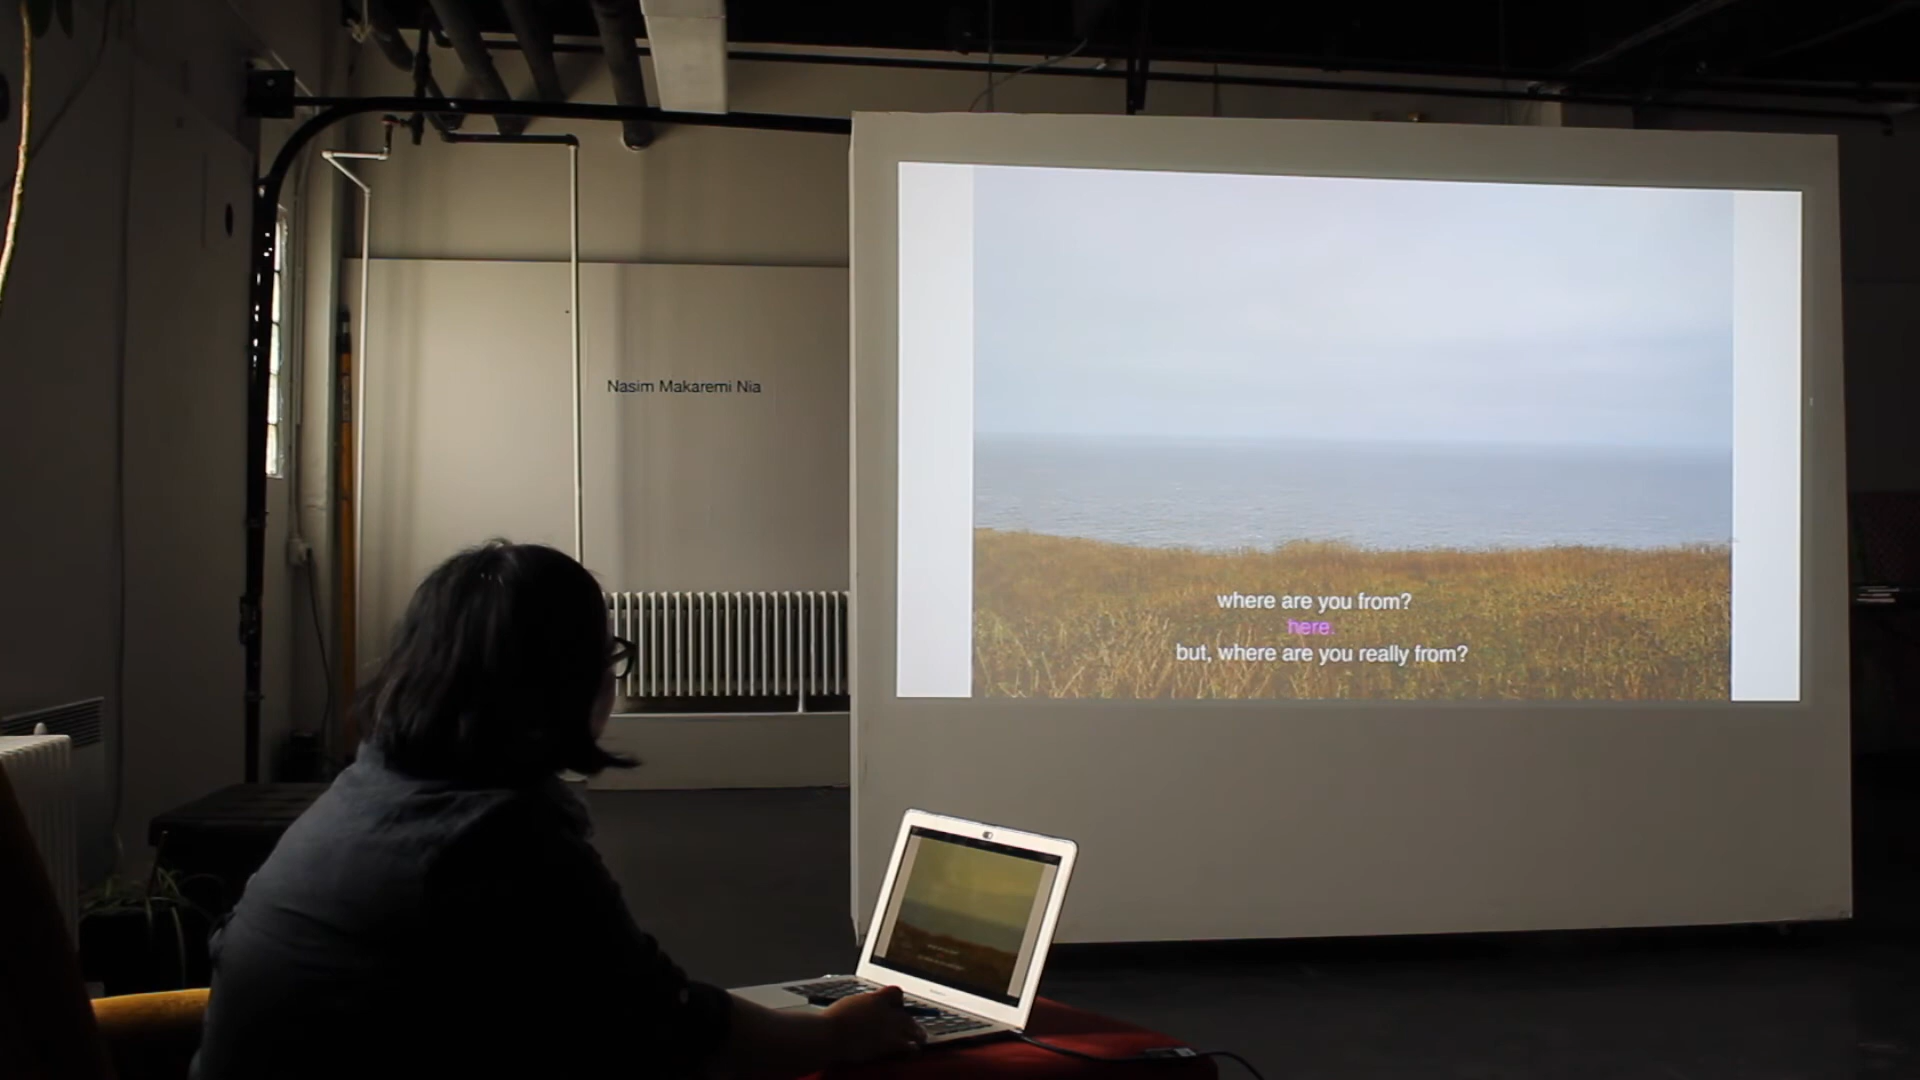 Nasim Makaremi Nia
where are you from?
here.
but, where are you really from?